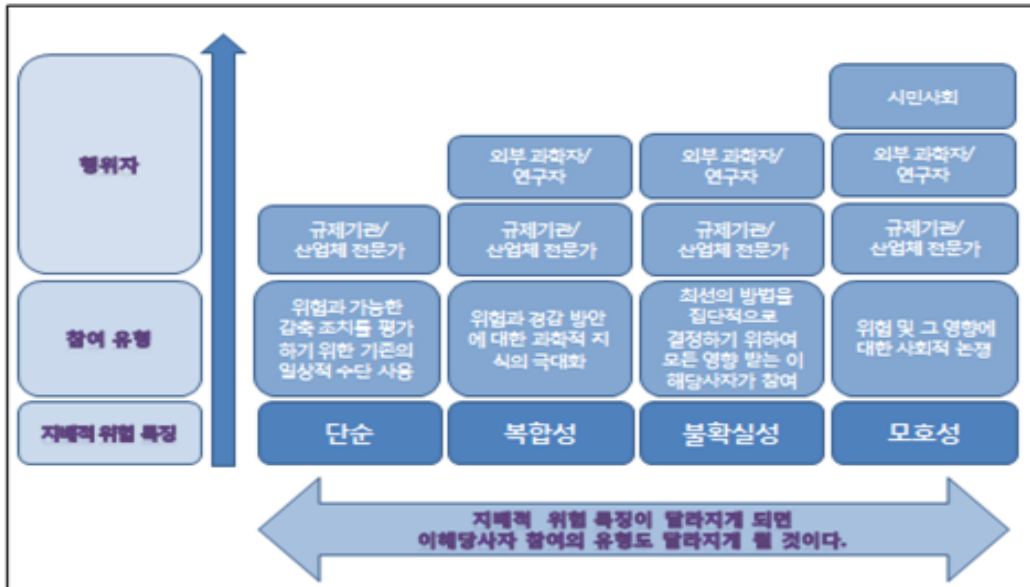 행위자
시민사회
외부 과학자/
연구자
외부 과학자/
연구자
외부 과학자/
연구자
규제기관/
산업체 전문가
규제기관/
산업체 전문가
규제기관/
산업체 전문가
규제기관/
산업체 전문가
참여 유형
위험과 가능한
감축 조치를 평가
하기 위한 기존의
일상적 수단 사용
위험과 경감 방안
에 대한 과학적 지
식의 극대화
최선의 방법을
집단적으로
결정하기 위하여
모든 영향 받는 이
해당사자가 참여
위험 및 그 영향에
대한 사회적 논쟁
지배적 위험 특징
단순
복합성
불확실성
모호성
지배적 위험 특징이 달라지게 되면
이해당사자 참여의 유형도 달라지게 될 것이다.